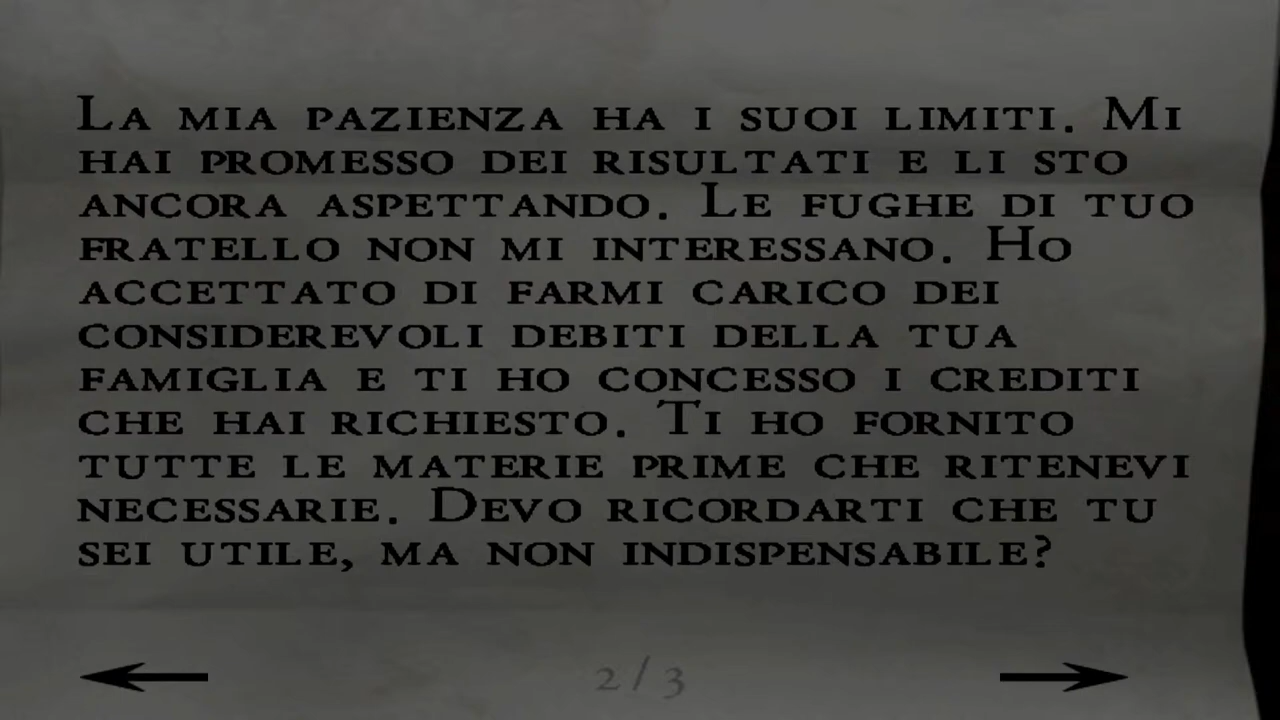 La mia pazienza ha i suoi limiti. Mi
hai promesso dei risultati e li sto
ancora aspettando. Le fughe di tuo
fratello non mi interessano. Ho
accettato di farmi carico dei
considerevoli debiti della tua
famiglia e ti ho concesso i crediti
che hai richiesto. Ti ho fornito
tutte le materie prime che ritenevi
necessarie. Devo ricordarti che tu
sei utile, ma non indispensabile?
2/3